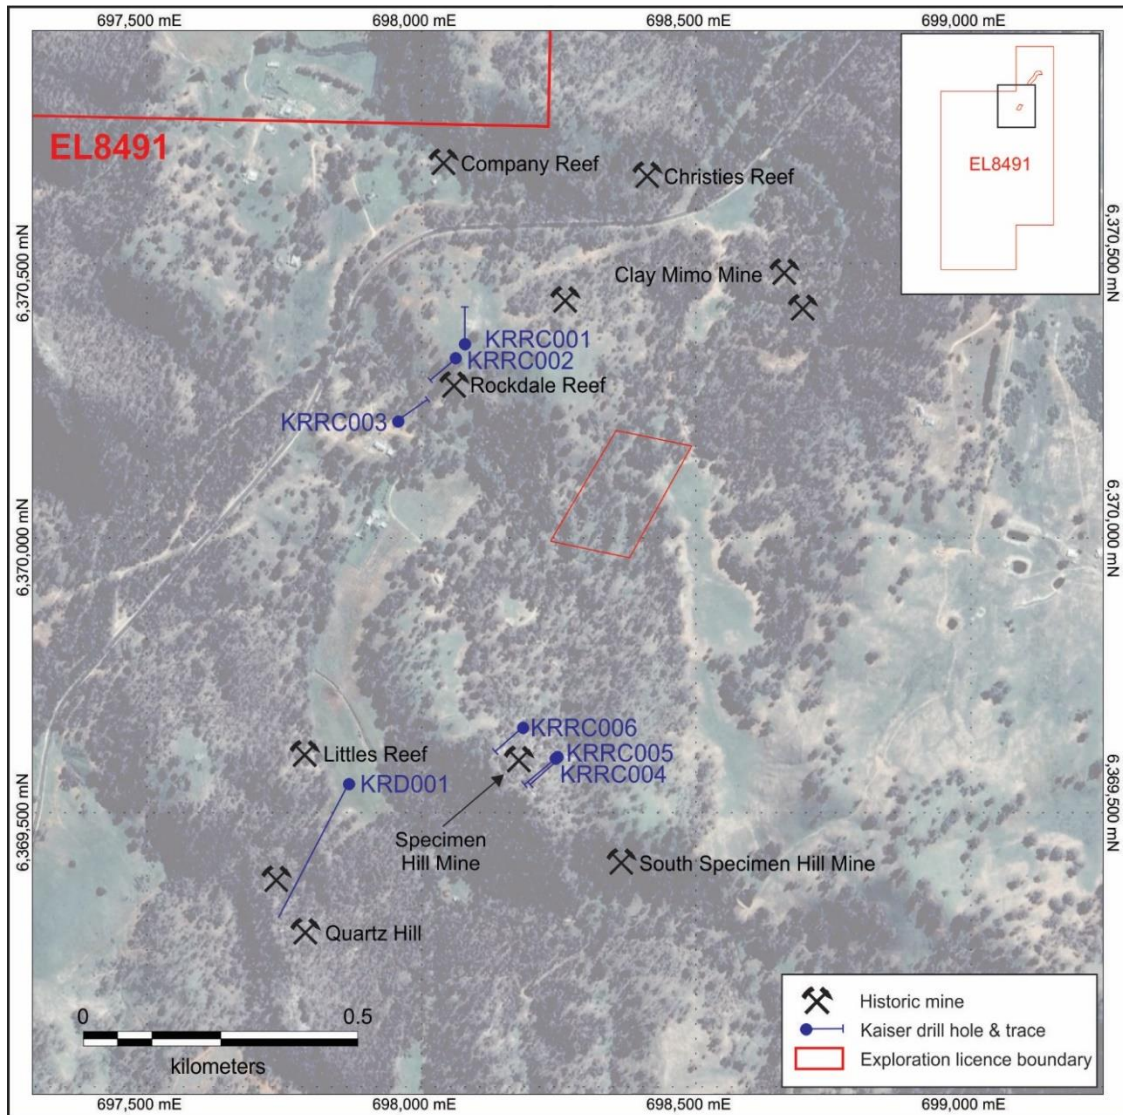 697,500 mE
698,000 mE
698,500 mE
699,000 mE
EL8491
EL8491
Company Reef
Christies Reef
6,370,500 mN
6,370,500 mN
Clay Mimo Mine
KRRC001
KRRC002
Rockdale Reef
KRRC003
6,370,000 mN
6,370,000 mN
KRRC006
KRRC005
KRRC004
Littles Reef
KRD001
6,369,500 mN
6,369,500 mN
Specimen
Hill Mine
South Specimen Hill Mine
Quartz Hill
0
0.5
kilometers
Historic mine
Kaiser drill hole & trace
Exploration licence boundary
697,500 mE
698,000 mE
698,500 mE
699,000 mE